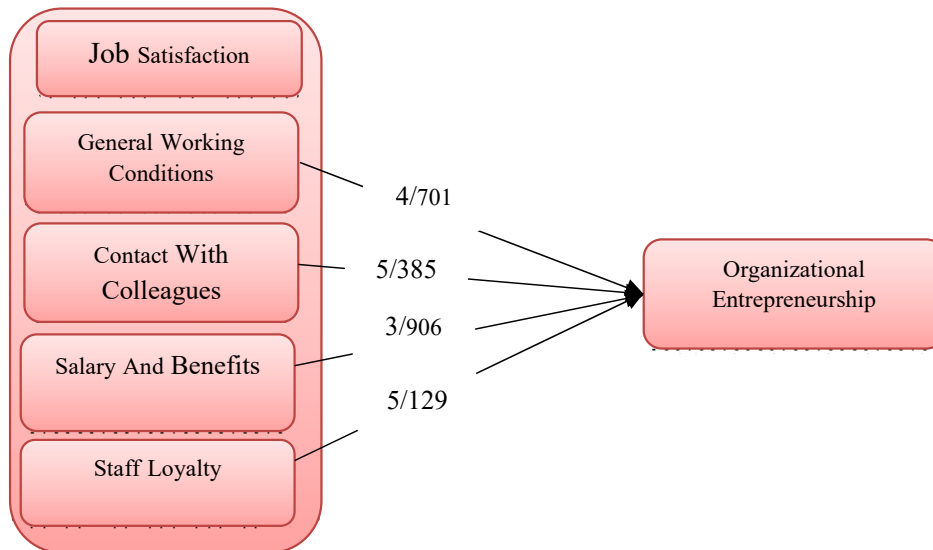 Job Satisfaction
General Working
Conditions
4/701
Contact With
Colleagues
5/385
Organizational
Entrepreneurship
3/906
Salary And Benefits
5/129
Staff Loyalty